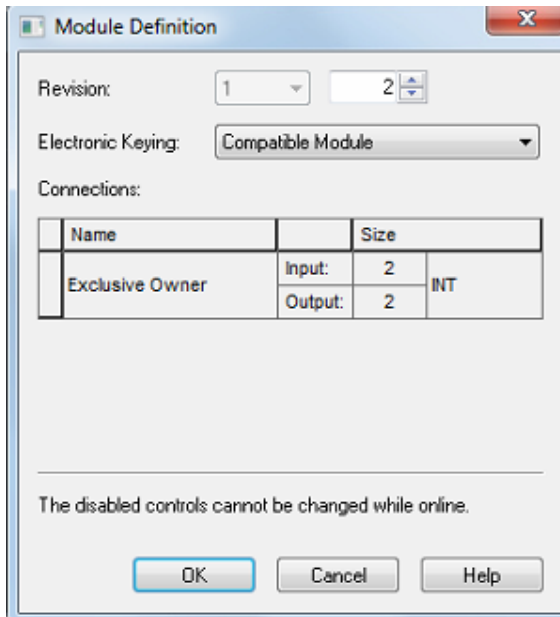 Module Definition
Revision: 1 2
Electronic Keying: Compatible Module
Connections:
Name Size
Exclusive Owner Input: 2 INT
Output: 2
The disabled controls cannot be changed while online.
OK Cancel Help